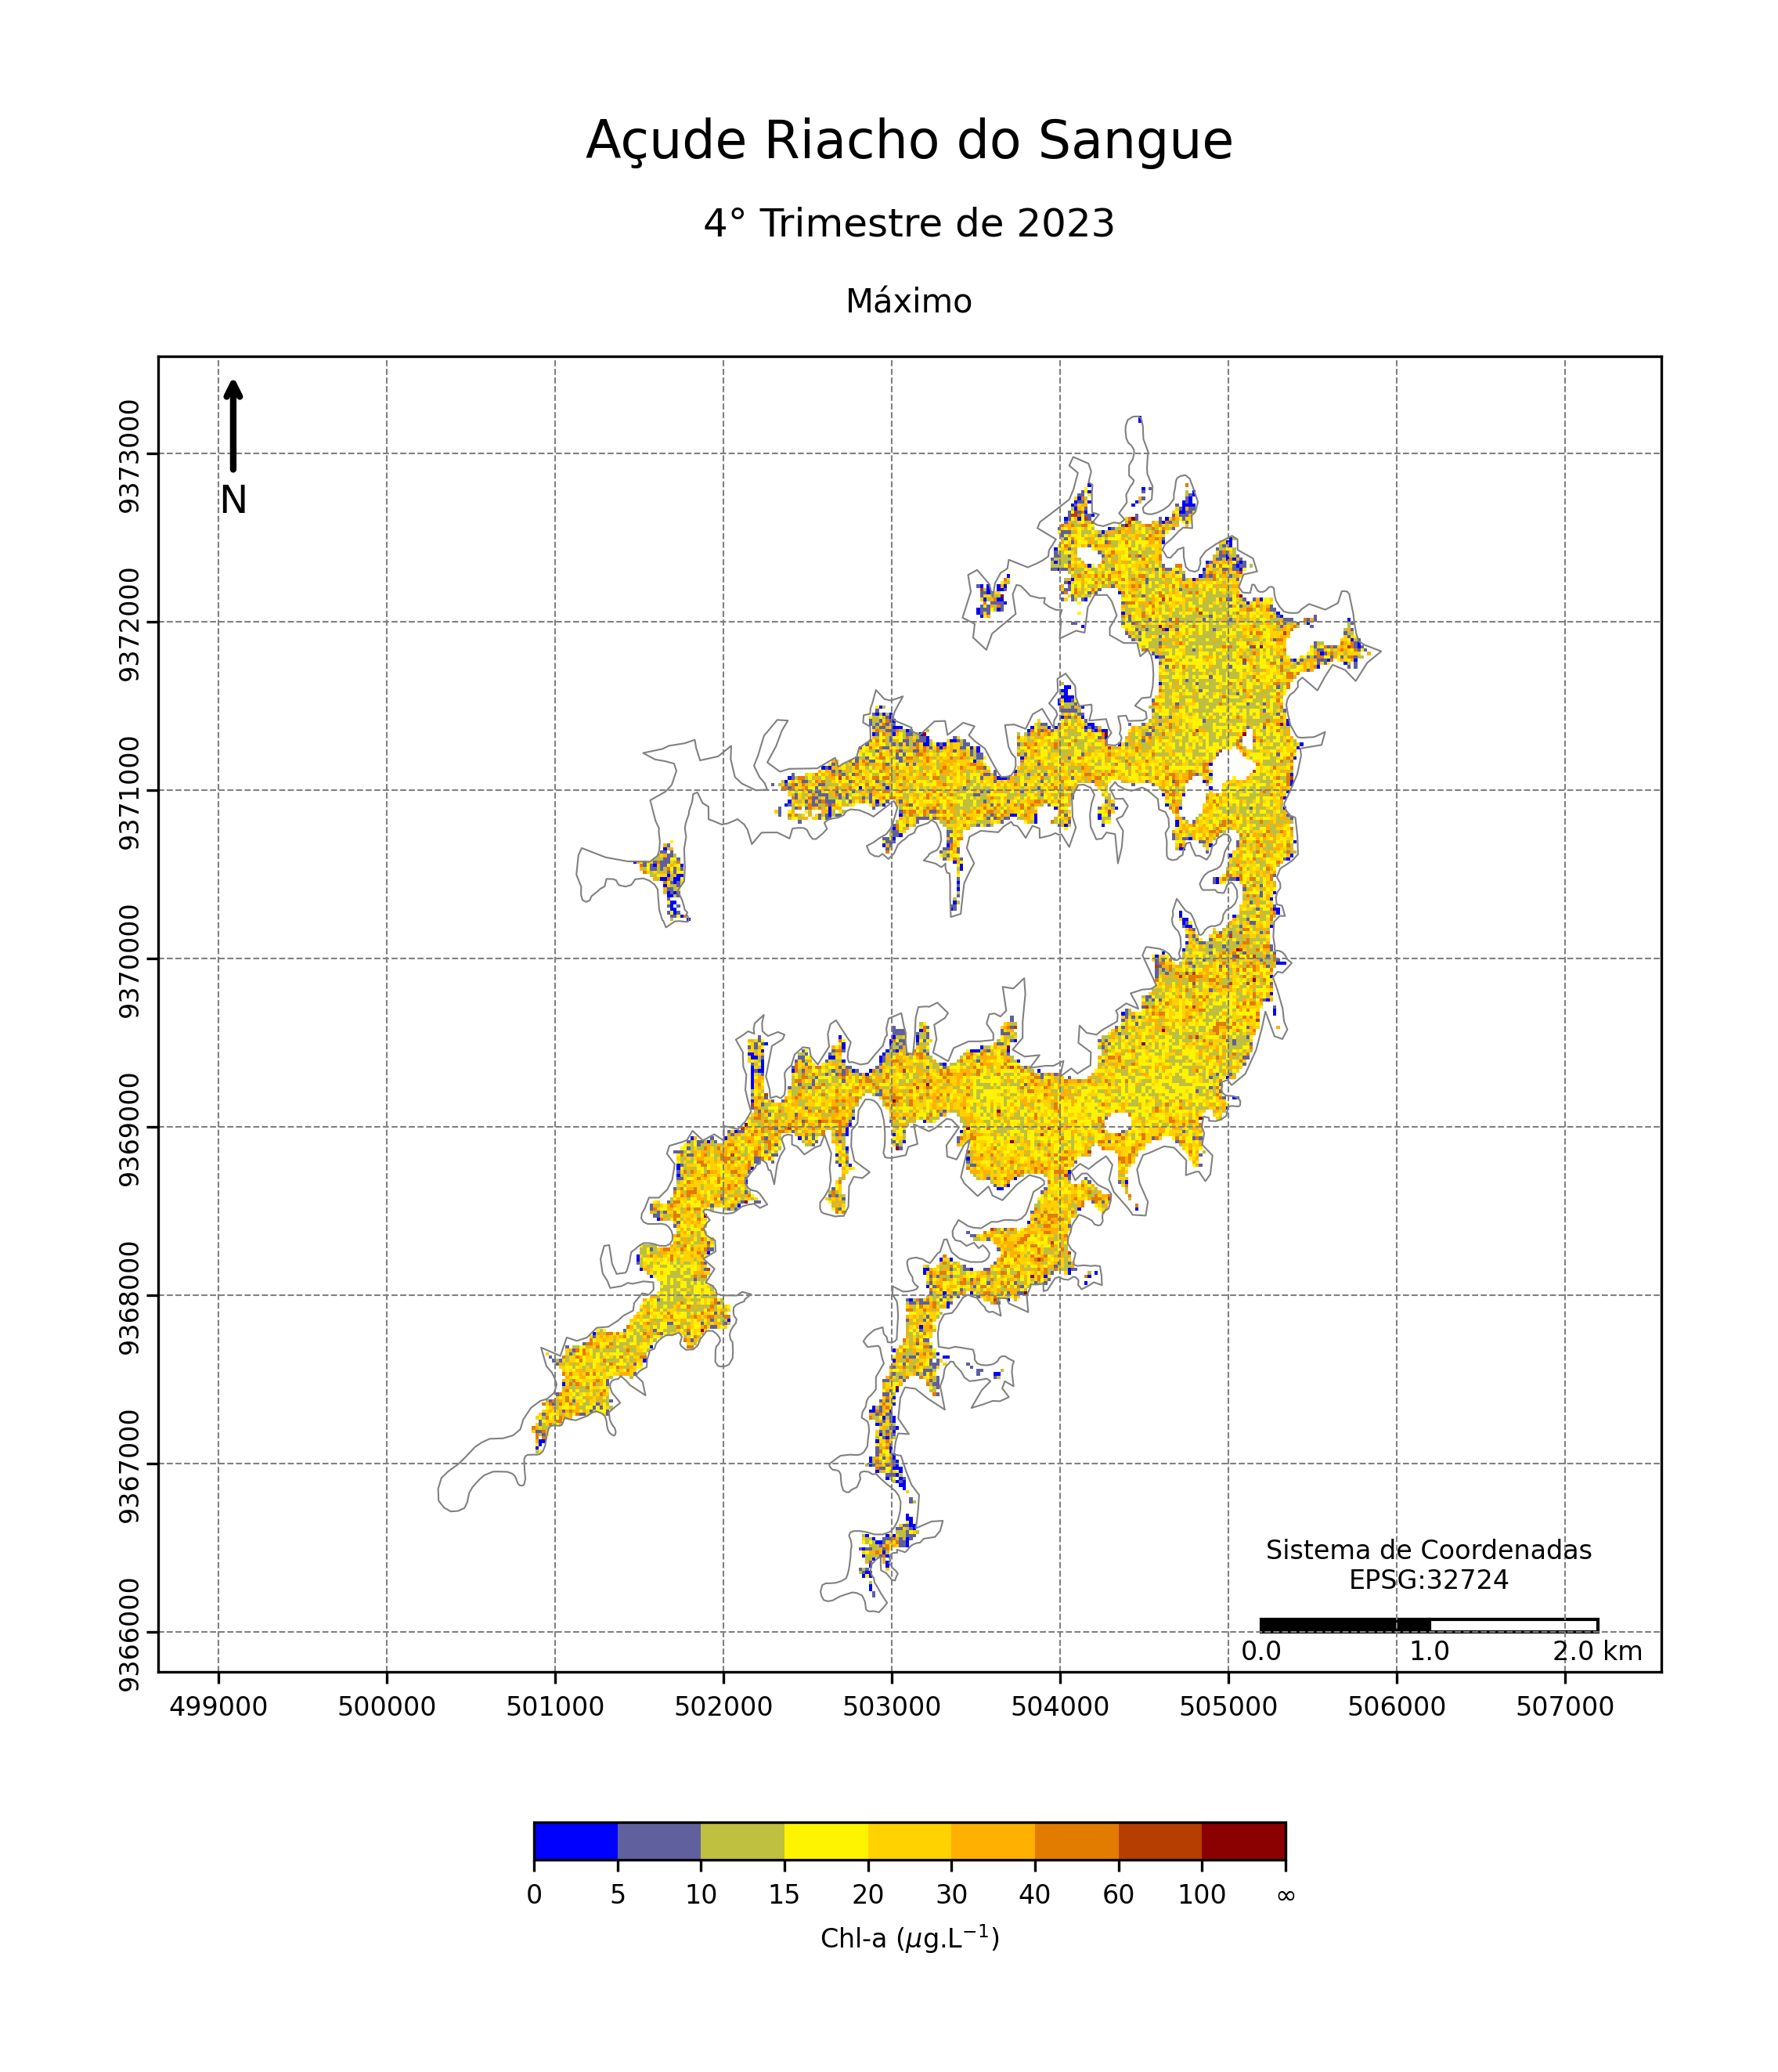 Açude Riacho do Sangue
4° Trimestre de 2023
Máximo
N
9373000
9372000
9371000
9370000
9369000
9368000
9367000
9366000
Sistema de Coordenadas
EPSG:32724
0.0 1.0 2.0 km
499000 500000 501000 502000 503000 504000 505000 506000 507000
0 5 10 15 20 30 40 60 100 ∞
Chl-a (μg.L⁻¹)